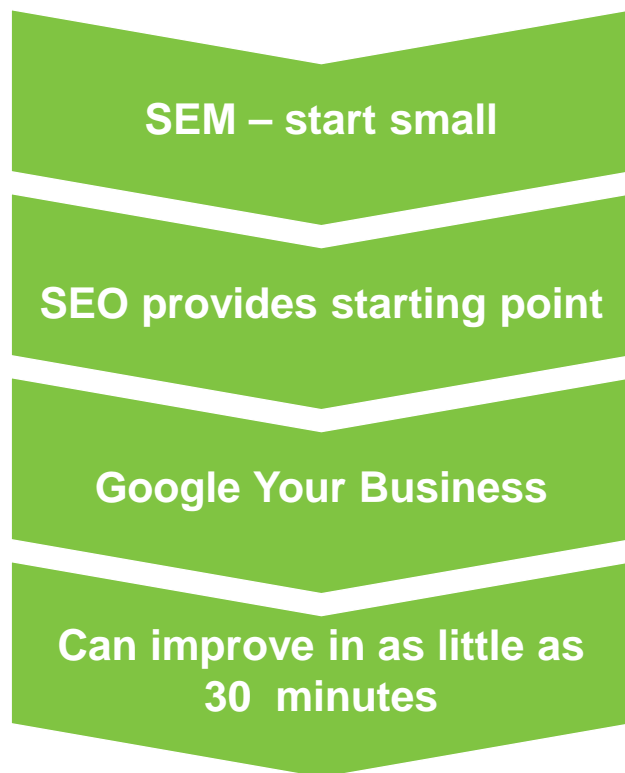 SEM – start small
SEO provides starting point
Google Your Business
Can improve in as little as
30  minutes